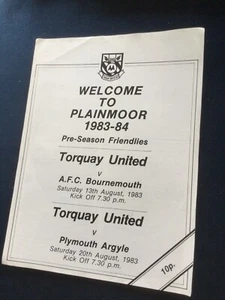 WELCOME
TO
PLAINMOOR
1983-84
Pre-Season Friendlies
Torquay United
v
A.F.C. Bournemouth
Saturday 13th August, 1983
Kick Off 7.30 p.m.
Torquay United
v
Plymouth Argyle
Saturday 20th August, 1983
Kick Off 7.30 p.m.
10p.